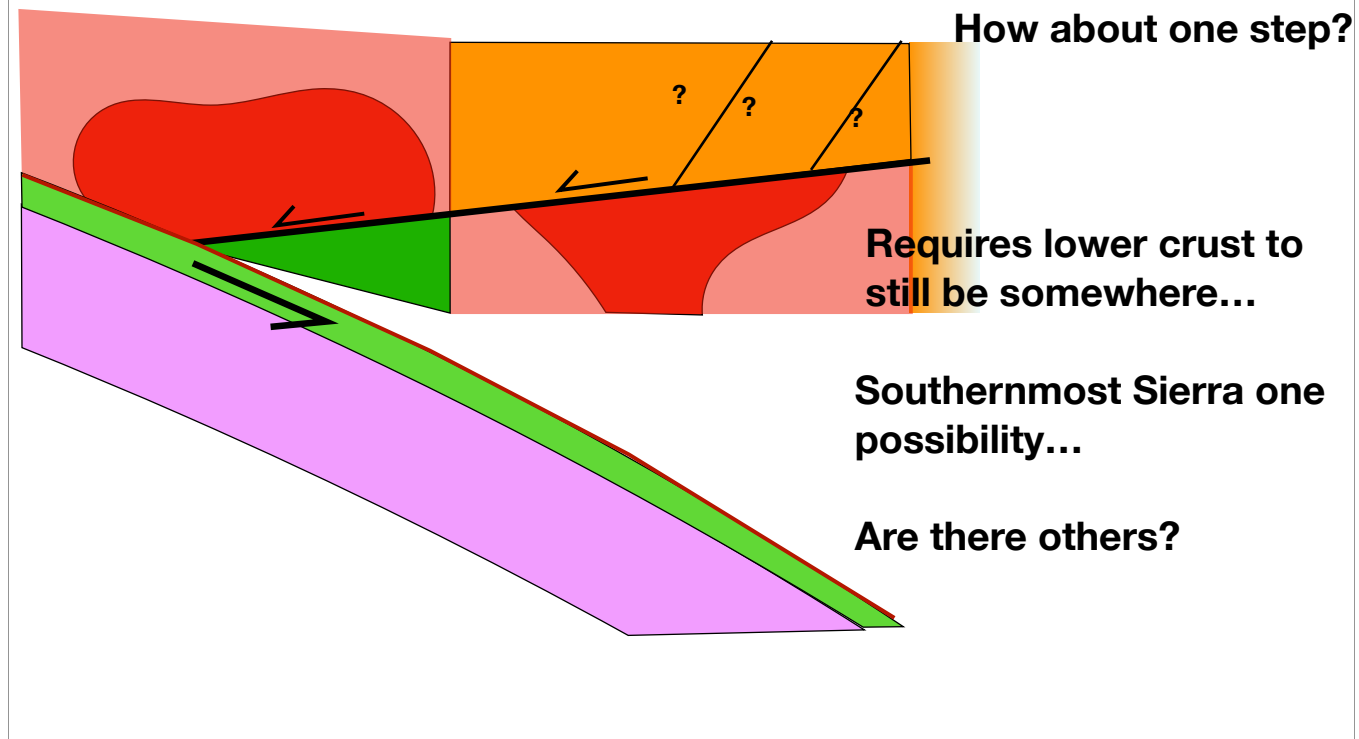 How about one step?
?
?
?
Requires lower crust to
still be somewhere…
Southernmost Sierra one
possibility…
Are there others?